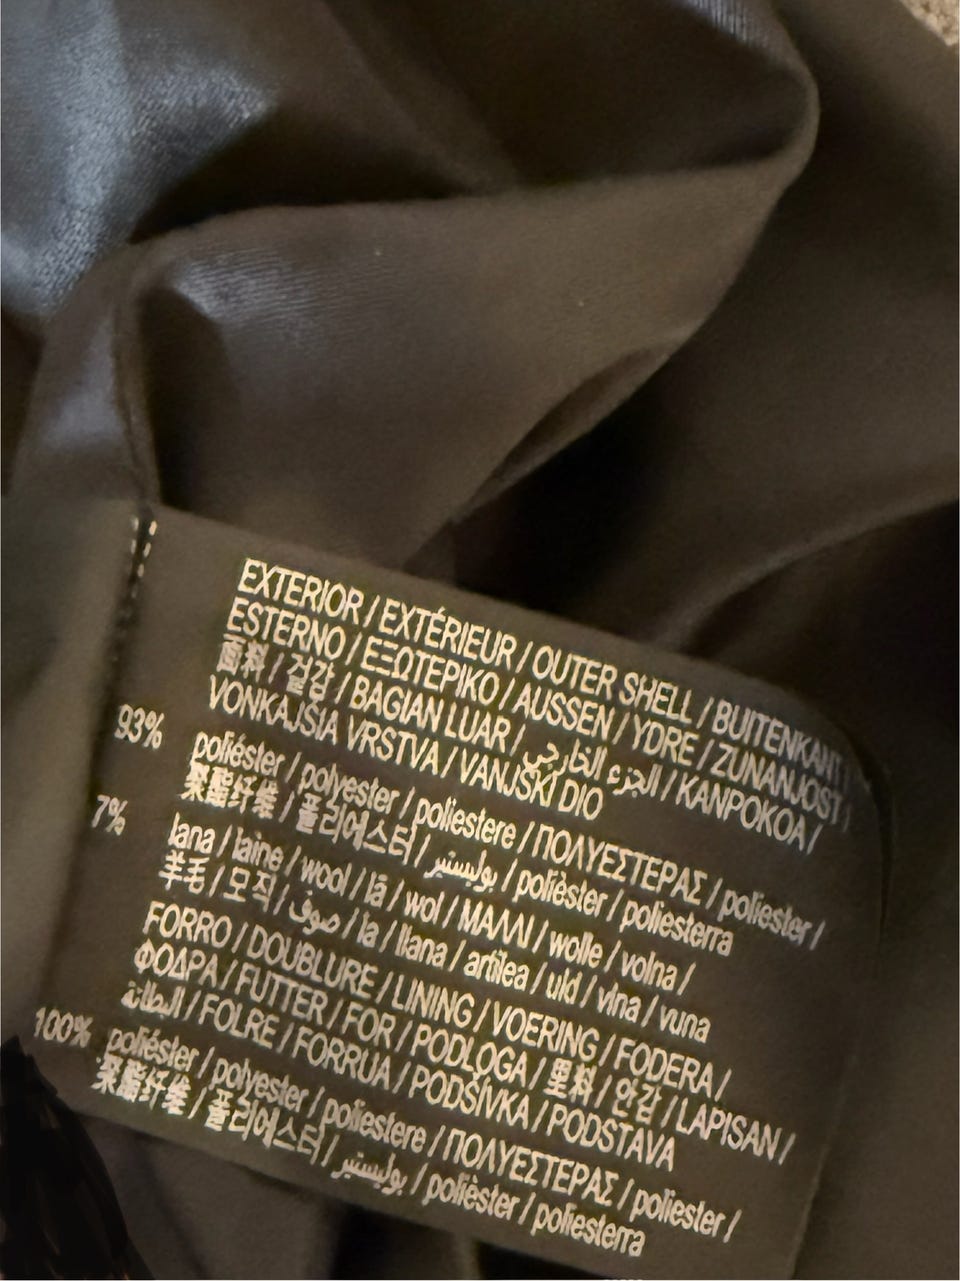 EXTERIOR / EXTÉRIEUR / OUTER SHELL / BUITENKANT /
ESTERNO / ΕΞΩΤΕΡΙΚΟ / AUSSEN / YDRE / ZUNANJOST /
面料 / 겉감 / BAGIAN LUAR / الجزء الخارجي / KANPOKOA /
VONKAJŠIA VRSTVA / VANJSKI DIO
93% poliéster / polyester / poliestere / ΠΟΛΥΕΣΤΕΡΑΣ / poliester /
聚酯纤维 / 폴리에스터 / بوليستير / polièster / poliesterra
7% lana / laine / wool / lã / wol / ΜΑΛΛΙ / wolle / volna /
羊毛 / 모직 / صوف / la / llana / artilea / uld / vlna / vuna
FORRO / DOUBLURE / LINING / VOERING / FODERA /
ΦΟΔΡΑ / FUTTER / FOR / PODLOGA / 里料 / 안감 / LAPISAN /
البطانة / FOLRE / FORRUA / PODŠÍVKA / PODSTAVA
100% poliéster / polyester / poliestere / ΠΟΛΥΕΣΤΕΡΑΣ / poliester /
聚酯纤维 / 폴리에스터 / بوليستير / polièster / poliesterra